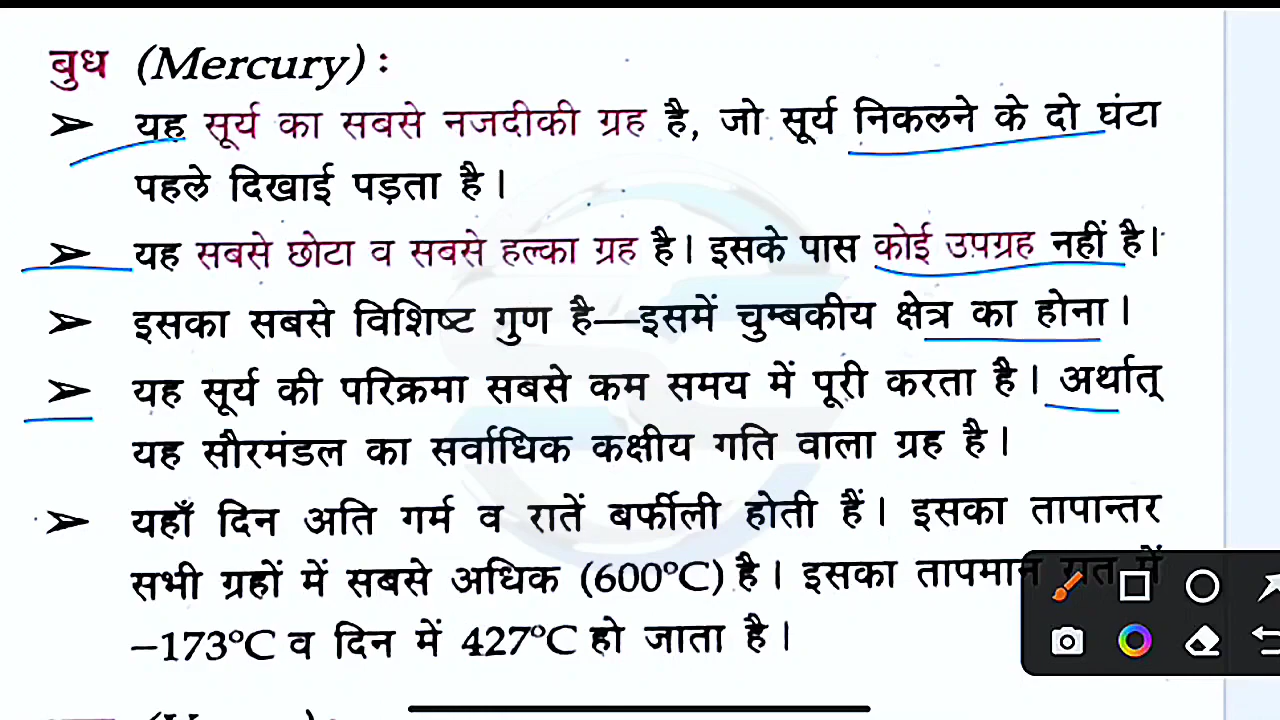 बुध (Mercury) :
➢ यह सूर्य का सबसे नजदीकी ग्रह है, जो सूर्य निकलने के दो घंटा
पहले दिखाई पड़ता है।
➢ यह सबसे छोटा व सबसे हल्का ग्रह है। इसके पास कोई उपग्रह नहीं है।
➢ इसका सबसे विशिष्ट गुण है—इसमें चुम्बकीय क्षेत्र का होना।
➢ यह सूर्य की परिक्रमा सबसे कम समय में पूरी करता है। अर्थात्
यह सौरमंडल का सर्वाधिक कक्षीय गति वाला ग्रह है।
➢ यहाँ दिन अति गर्म व रातें बर्फीली होती हैं। इसका तापान्तर
सभी ग्रहों में सबसे अधिक (600°C) है। इसका तापमान रात में
–173°C व दिन में 427°C हो जाता है।